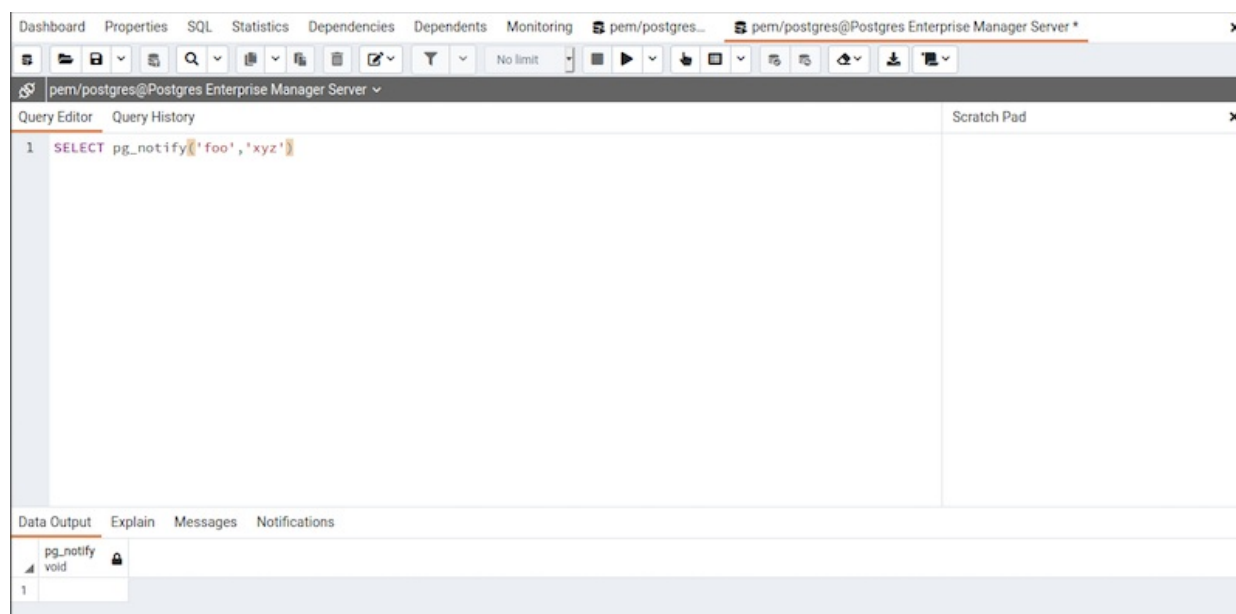 Dashboard Properties SQL Statistics Dependencies Dependents Monitoring pem/postgres... pem/postgres@Postgres Enterprise Manager Server *
No limit
pem/postgres@Postgres Enterprise Manager Server
Query Editor Query History Scratch Pad
1 SELECT pg_notify('foo','xyz')
Data Output Explain Messages Notifications
pg_notify
void
1